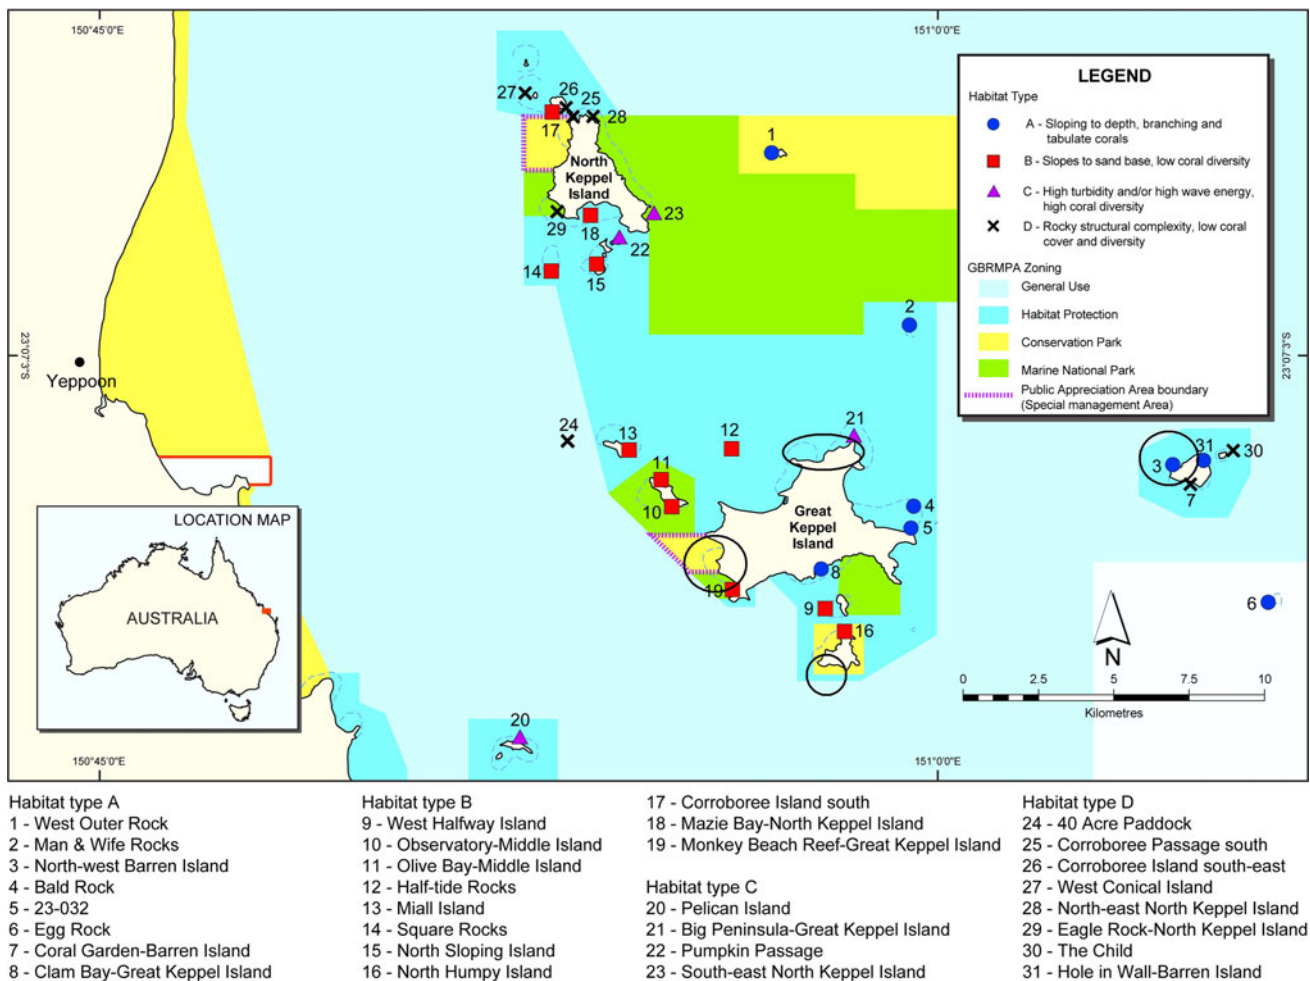 150°45'0"E
151°0'0"E
LEGEND
Habitat Type
A - Sloping to depth, branching and
tabulate corals
B - Slopes to sand base, low coral diversity
C - High turbidity and/or high wave energy,
high coral diversity
D - Rocky structural complexity, low coral
cover and diversity
GBRMPA Zoning
General Use
Habitat Protection
Conservation Park
Marine National Park
Public Appreciation Area boundary
(Special management Area)
27
26
25
28
17
1
North
Keppel
Island
23
29
18
22
14
15
2
23°07'3"S
23°07'3"S
Yeppoon
24
13
12
21
11
10
31
30
3
7
4
5
Great
Keppel
Island
8
19
9
16
6
LOCATION MAP
AUSTRALIA
N
0
2.5
5.0
7.5
10
Kilometres
20
150°45'0"E
151°0'0"E
Habitat type A
1 - West Outer Rock
2 - Man & Wife Rocks
3 - North-west Barren Island
4 - Bald Rock
5 - 23-032
6 - Egg Rock
7 - Coral Garden-Barren Island
8 - Clam Bay-Great Keppel Island
Habitat type B
9 - West Halfway Island
10 - Observatory-Middle Island
11 - Olive Bay-Middle Island
12 - Half-tide Rocks
13 - Miall Island
14 - Square Rocks
15 - North Sloping Island
16 - North Humpy Island
17 - Corroboree Island south
18 - Mazie Bay-North Keppel Island
19 - Monkey Beach Reef-Great Keppel Island
Habitat type C
20 - Pelican Island
21 - Big Peninsula-Great Keppel Island
22 - Pumpkin Passage
23 - South-east North Keppel Island
Habitat type D
24 - 40 Acre Paddock
25 - Corroboree Passage south
26 - Corroboree Island south-east
27 - West Conical Island
28 - North-east North Keppel Island
29 - Eagle Rock-North Keppel Island
30 - The Child
31 - Hole in Wall-Barren Island